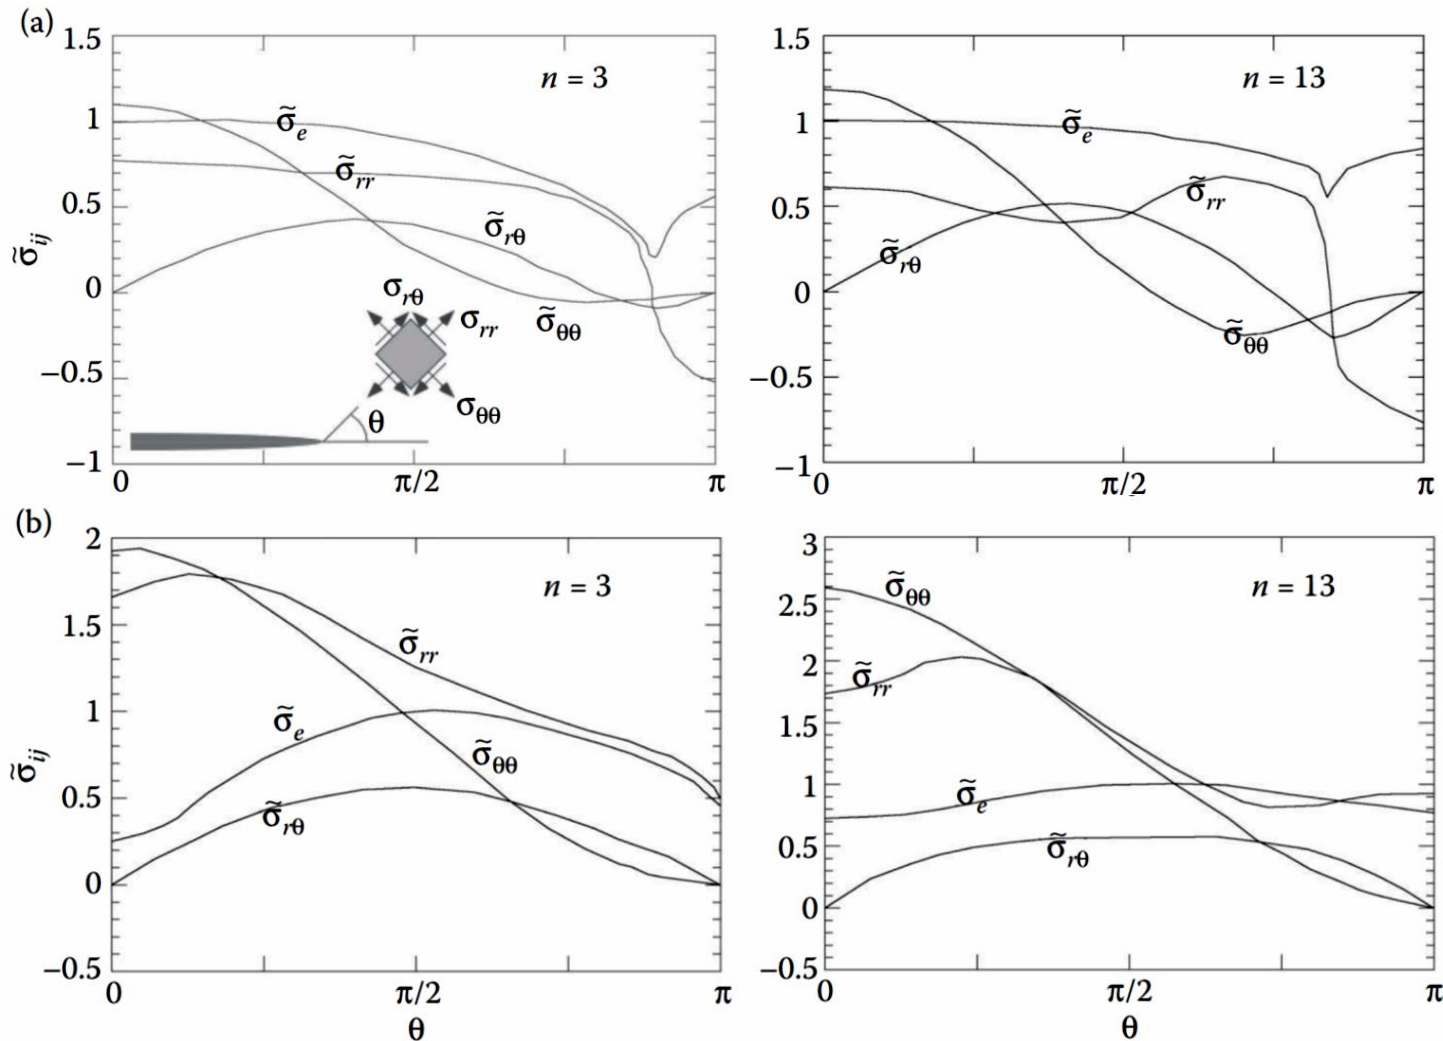 (a)
1.5
1
0.5
0
−0.5
−1
σ̃ij
n = 3
σ̃e
σ̃rr
σ̃rθ
σ̃θθ
σrθ
σrr
σθθ
θ
0
π/2
π
1.5
1
0.5
0
−0.5
−1
n = 13
σ̃e
σ̃rr
σ̃rθ
σ̃θθ
0
π/2
π
(b)
2
1.5
1
0.5
0
−0.5
σ̃ij
n = 3
σ̃rr
σ̃e
σ̃θθ
σ̃rθ
0
π/2
π
θ
3
2.5
2
1.5
1
0.5
0
−0.5
n = 13
σ̃θθ
σ̃rr
σ̃e
σ̃rθ
0
π/2
π
θ